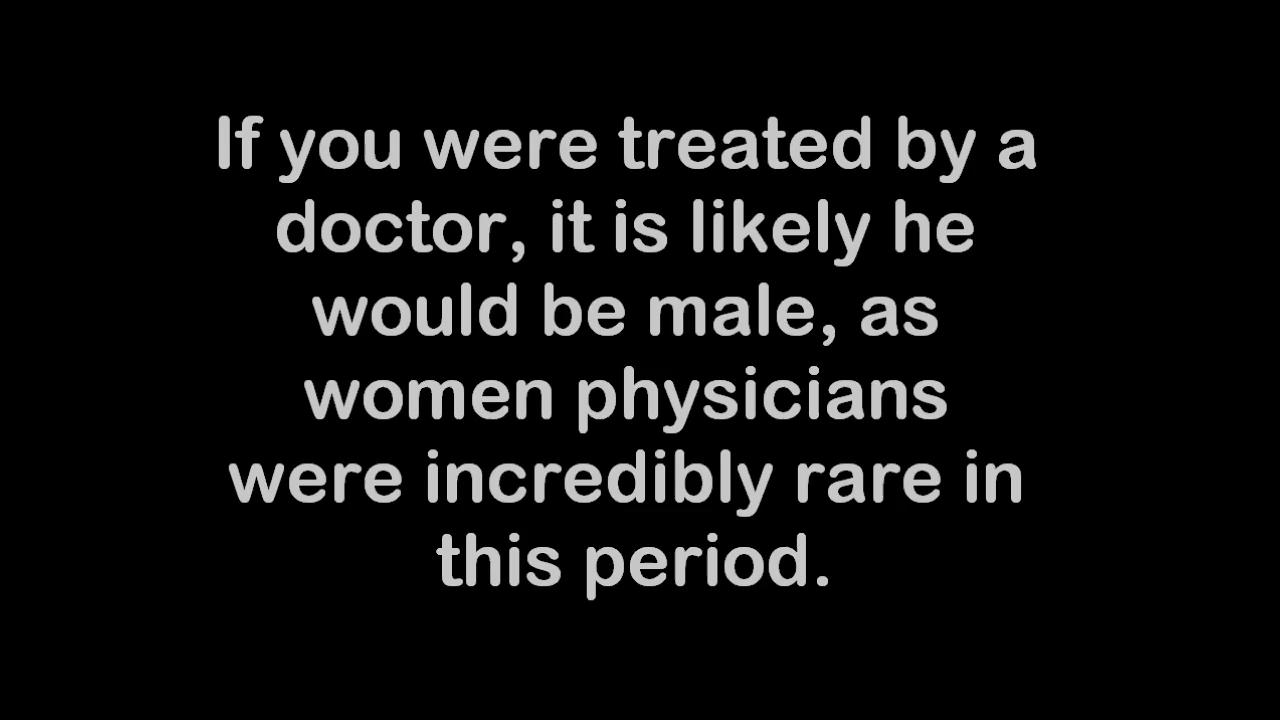 If you were treated by a
doctor, it is likely he
would be male, as
women physicians
were incredibly rare in
this period.